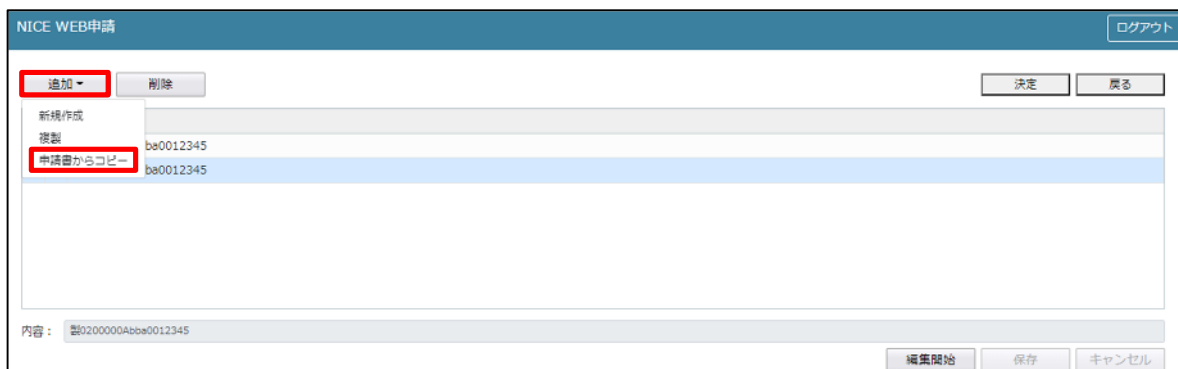 NICE WEB申請 ログアウト
追加 削除 決定 戻る
新規作成
複製
ba0012345
申請書からコピー
ba0012345
内容： 製0200000Abba0012345
編集開始 保存 キャンセル